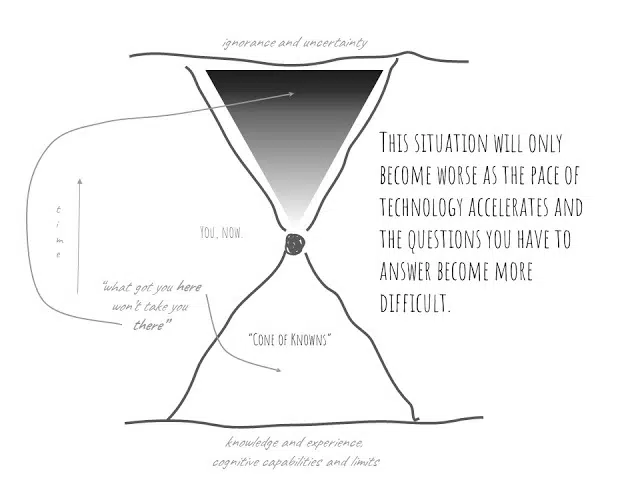 ignorance and uncertainty
THIS SITUATION WILL ONLY
BECOME WORSE AS THE PACE OF
TECHNOLOGY ACCELERATES AND
THE QUESTIONS YOU HAVE TO
ANSWER BECOME MORE
DIFFICULT.
time
YOU, NOW.
"what got you here
won't take you
there"
"CONE OF KNOWNS"
knowledge and experience,
cognitive capabilities and limits